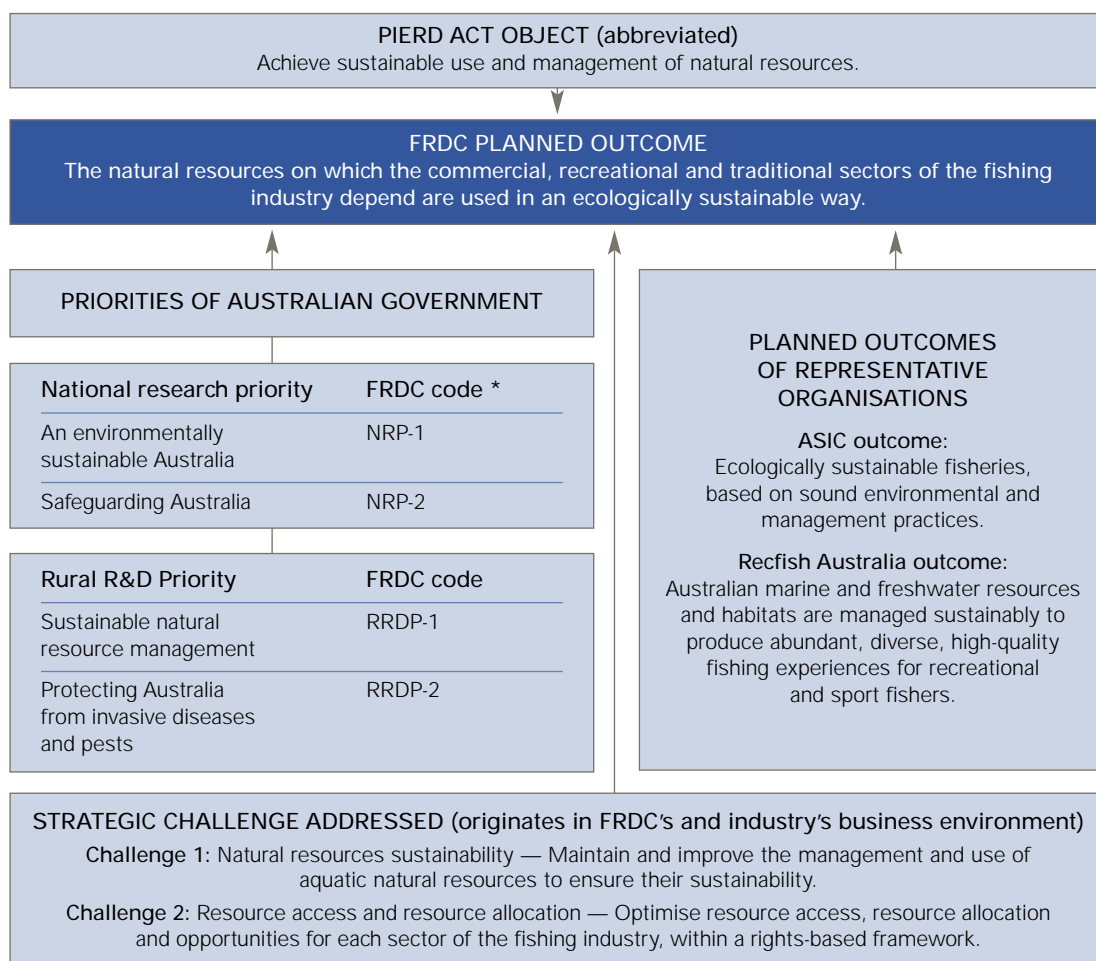 PIERD ACT OBJECT (abbreviated)
Achieve sustainable use and management of natural resources.
FRDC PLANNED OUTCOME
The natural resources on which the commercial, recreational and traditional sectors of the fishing
industry depend are used in an ecologically sustainable way.
PRIORITIES OF AUSTRALIAN GOVERNMENT
National research priority FRDC code *
An environmentally
sustainable Australia NRP-1
Safeguarding Australia NRP-2
Rural R&D Priority FRDC code
Sustainable natural
resource management RRDP-1
Protecting Australia
from invasive diseases
and pests RRDP-2
PLANNED OUTCOMES
OF REPRESENTATIVE
ORGANISATIONS
ASIC outcome:
Ecologically sustainable fisheries,
based on sound environmental and
management practices.
Recfish Australia outcome:
Australian marine and freshwater resources
and habitats are managed sustainably to
produce abundant, diverse, high-quality
fishing experiences for recreational
and sport fishers.
STRATEGIC CHALLENGE ADDRESSED (originates in FRDC's and industry's business environment)
Challenge 1: Natural resources sustainability — Maintain and improve the management and use of
aquatic natural resources to ensure their sustainability.
Challenge 2: Resource access and resource allocation — Optimise resource access, resource allocation
and opportunities for each sector of the fishing industry, within a rights-based framework.